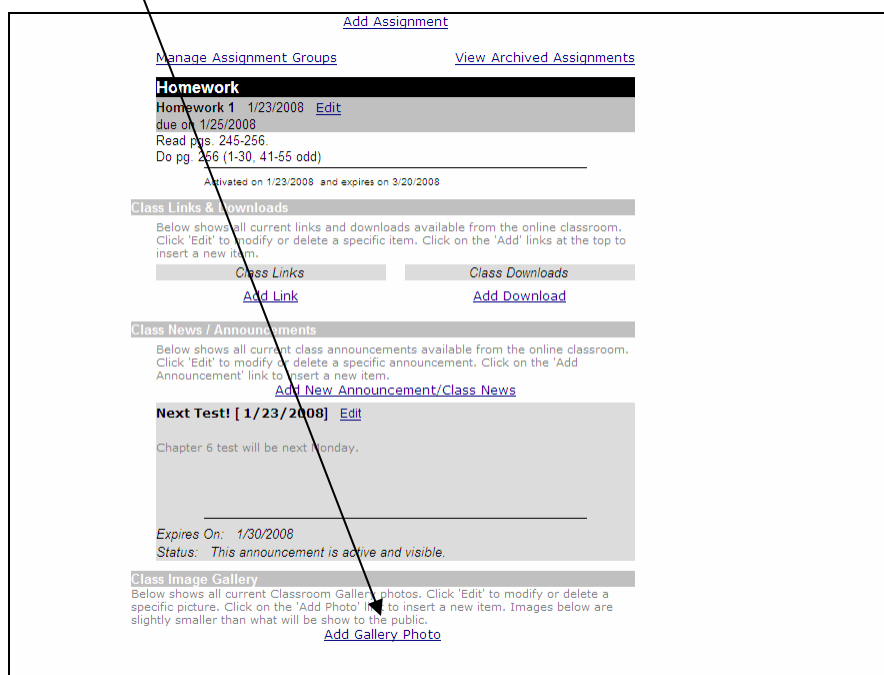 Add Assignment
Manage Assignment Groups View Archived Assignments
Homework
Homework 1 1/23/2008 Edit
due on 1/25/2008
Read pgs. 245-256.
Do pg. 256 (1-30, 41-55 odd)
Activated on 1/23/2008 and expires on 3/20/2008
Class Links & Downloads
Below shows all current links and downloads available from the online classroom.
Click 'Edit' to modify or delete a specific item. Click on the 'Add' links at the top to
insert a new item.
Class Links Class Downloads
Add Link Add Download
Class News / Announcements
Below shows all current class announcements available from the online classroom.
Click 'Edit' to modify or delete a specific announcement. Click on the 'Add
Announcement' link to insert a new item.
Add New Announcement/Class News
Next Test! [ 1/23/2008] Edit
Chapter 6 test will be next Monday.
Expires On: 1/30/2008
Status: This announcement is active and visible.
Class Image Gallery
Below shows all current Classroom Gallery photos. Click 'Edit' to modify or delete a
specific picture. Click on the 'Add Photo' link to insert a new item. Images below are
slightly smaller than what will be show to the public.
Add Gallery Photo